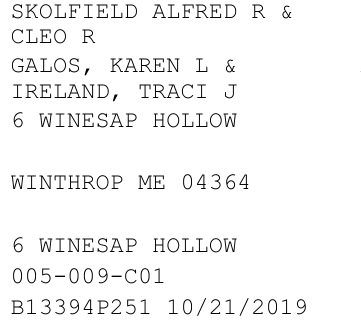 SKOLFIELD ALFRED R &
CLEO R
GALOS, KAREN L &
IRELAND, TRACI J
6 WINESAP HOLLOW
WINTHROP ME 04364
6 WINESAP HOLLOW
005-009-C01
B13394P251 10/21/2019